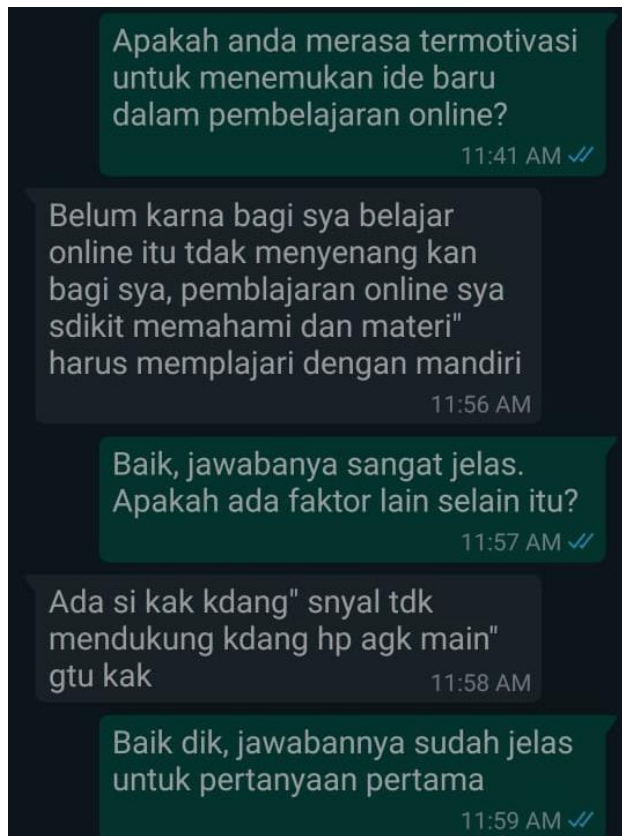 Apakah anda merasa termotivasi
untuk menemukan ide baru
dalam pembelajaran online?
11:41 AM
Belum karna bagi sya belajar
online itu tdak menyenang kan
bagi sya, pemblajaran online sya
sdikit memahami dan materi"
harus memplajari dengan mandiri
11:56 AM
Baik, jawabanya sangat jelas.
Apakah ada faktor lain selain itu?
11:57 AM
Ada si kak kdang" snyal tdk
mendukung kdang hp agk main"
gtu kak
11:58 AM
Baik dik, jawabannya sudah jelas
untuk pertanyaan pertama
11:59 AM